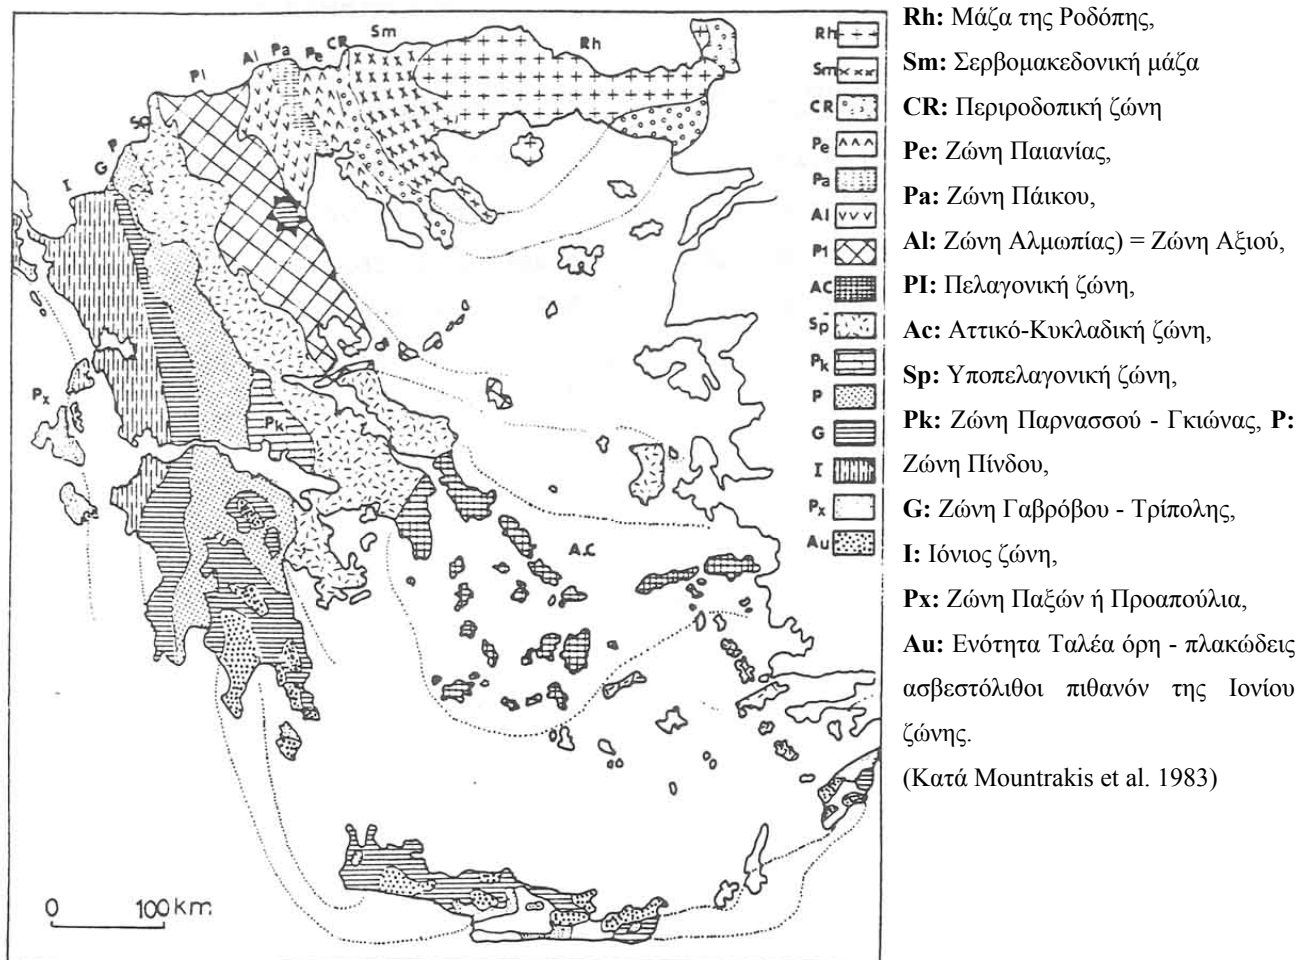 Sm
Rh
CR
Pe
Pa
Al
Pl
P
G
I
Px
Pk
A.C
0 100Km
Rh
Sm
CR
Pe
Pa
Al
Pl
AC
Sp
Pk
P
G
I
Px
Au
Rh: Μάζα της Ροδόπης,
Sm: Σερβομακεδονική μάζα
CR: Περιροδοπική ζώνη
Pe: Ζώνη Παιανίας,
Pa: Ζώνη Πάικου,
Al: Ζώνη Αλμωπίας) = Ζώνη Αξιού,
PI: Πελαγονική ζώνη,
Ac: Αττικό-Κυκλαδική ζώνη,
Sp: Υποπελαγονική ζώνη,
Pk: Ζώνη Παρνασσού - Γκιώνας, P:
Ζώνη Πίνδου,
G: Ζώνη Γαβρόβου - Τρίπολης,
I: Ιόνιος ζώνη,
Px: Ζώνη Παξών ή Προαπούλια,
Au: Ενότητα Ταλέα όρη - πλακώδεις
ασβεστόλιθοι πιθανόν της Ιονίου
ζώνης.
(Κατά Mountrakis et al. 1983)